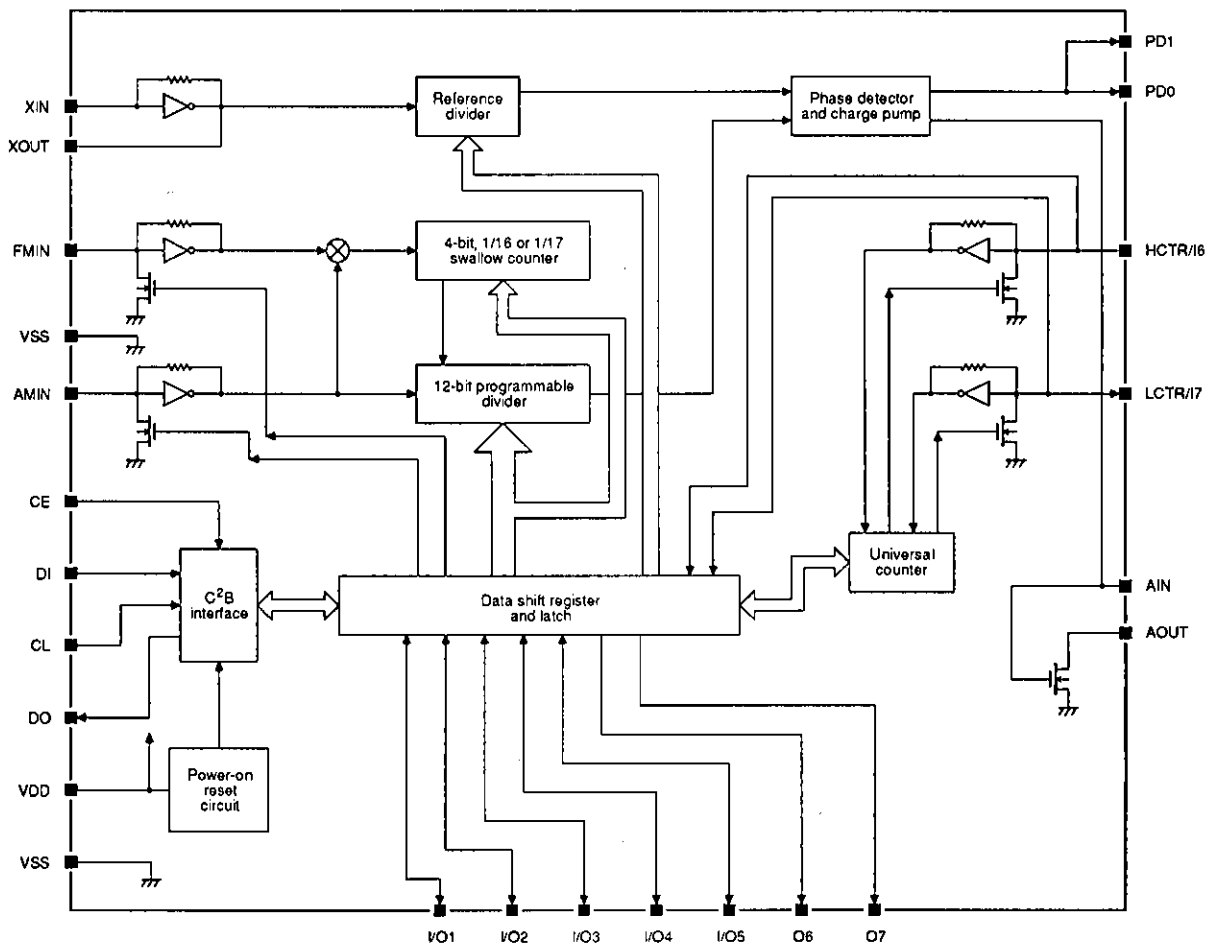 PD1
XIN
Reference
divider
Phase detector
and charge pump
PD0
XOUT
FMIN
4-bit, 1/16 or 1/17
swallow counter
HCTR/I6
VSS
AMIN
12-bit programmable
divider
LCTR/I7
CE
DI
C²B
interface
Data shift register
and latch
Universal
counter
AIN
CL
AOUT
DO
VDD
Power-on
reset
circuit
VSS
I/O1
I/O2
I/O3
I/O4
I/O5
O6
O7